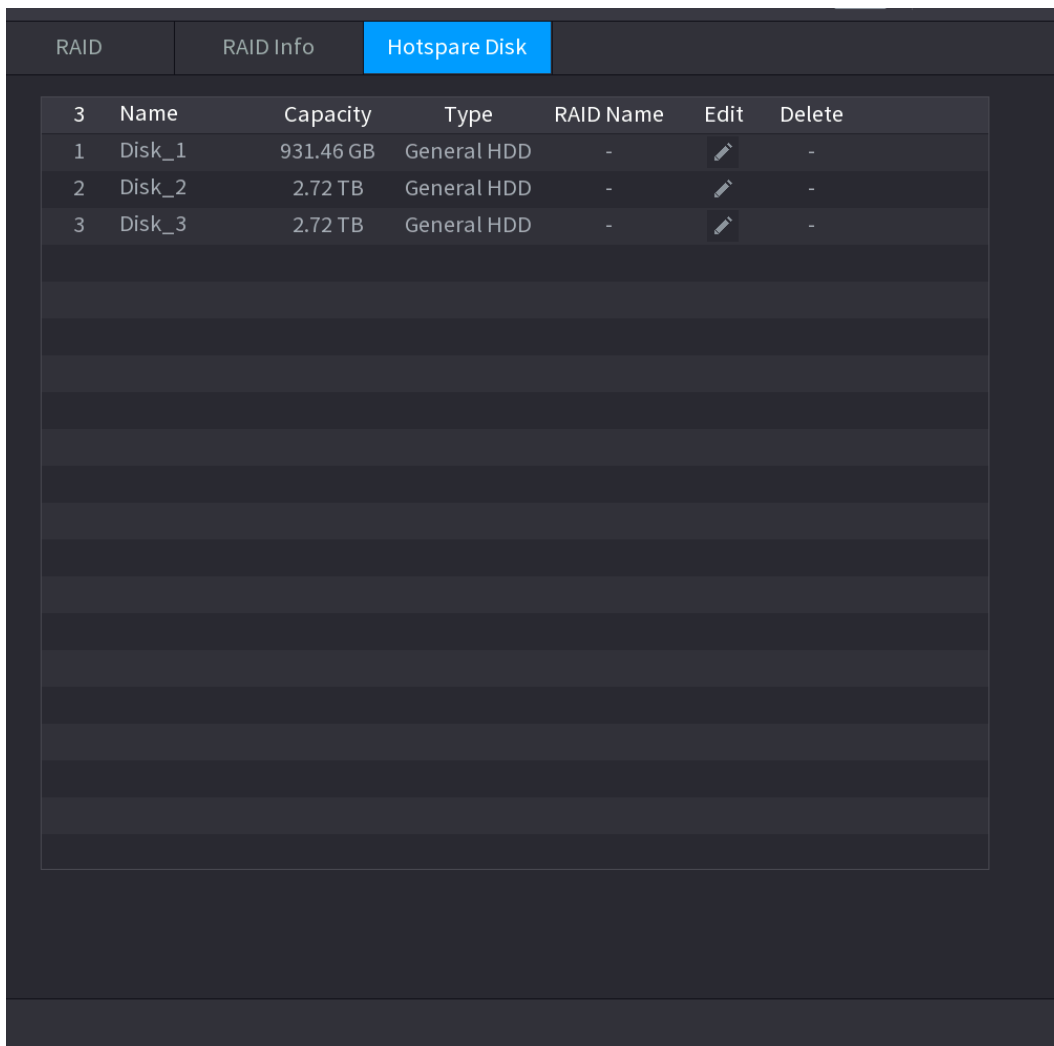 RAID RAID Info Hotspare Disk
3 Name Capacity Type RAID Name Edit Delete
1 Disk_1 931.46 GB General HDD - -
2 Disk_2 2.72 TB General HDD - -
3 Disk_3 2.72 TB General HDD - -